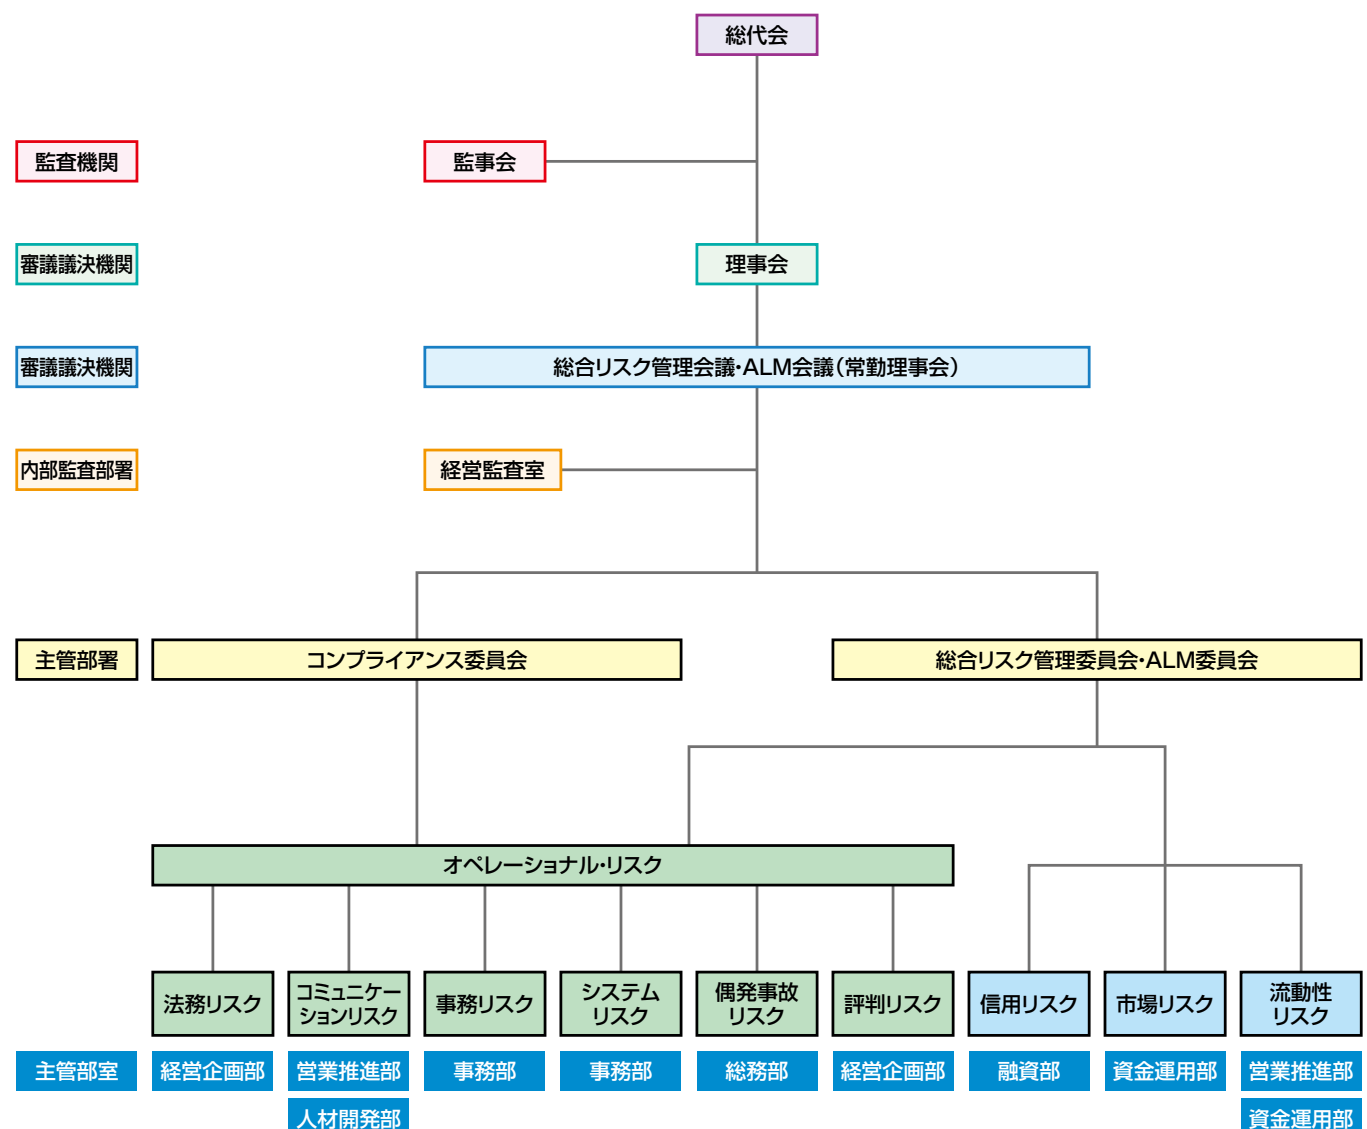 総代会
監査機関
監事会
審議議決機関
理事会
審議議決機関
総合リスク管理会議・ALM会議（常勤理事会）
内部監査部署
経営監査室
主管部署
コンプライアンス委員会
総合リスク管理委員会・ALM委員会
オペレーショナル・リスク
法務リスク
コミュニケー
ションリスク
事務リスク
システム
リスク
偶発事故
リスク
評判リスク
信用リスク
市場リスク
流動性
リスク
主管部室
経営企画部
営業推進部
事務部
事務部
総務部
経営企画部
融資部
資金運用部
営業推進部
人材開発部
資金運用部